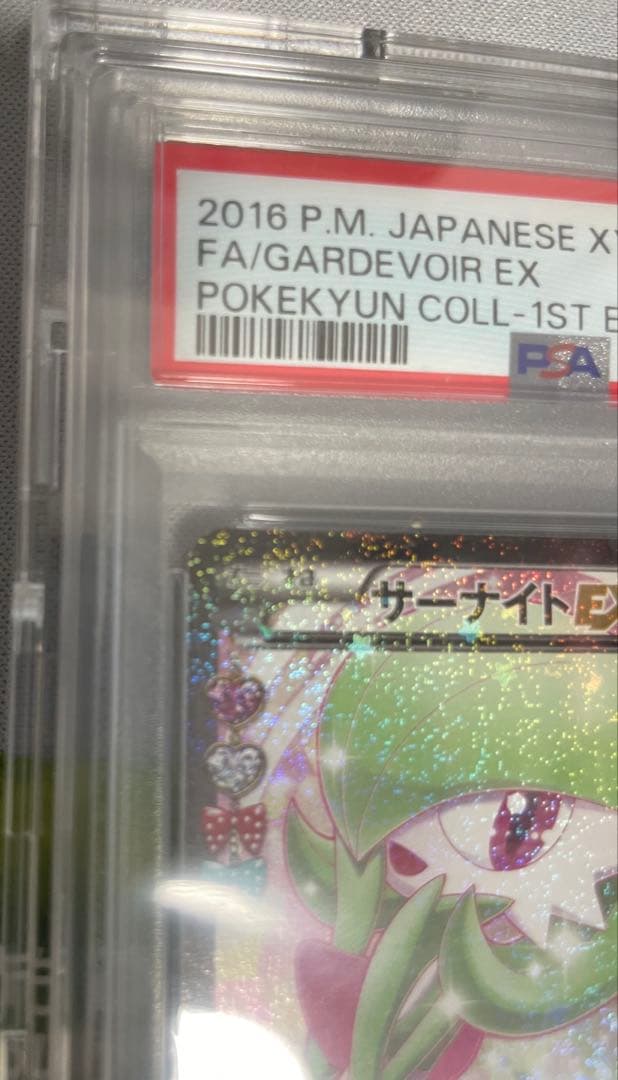 2016 P.M. JAPANESE XY
FA/GARDEVOIR EX
POKEKYUN COLL-1ST E
PSA
サーナイトEX